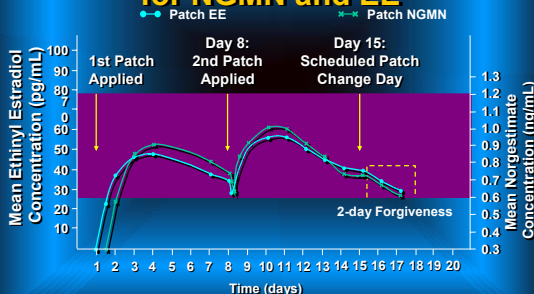 for NGMN and EE
Patch EE
Patch NGMN
Mean Ethinyl Estradiol
Concentration (pg/mL)
100
90
80
7
0
60
50
40
30
20
10
1st Patch
Applied
Day 8:
2nd Patch
Applied
Day 15:
Scheduled Patch
Change Day
2-day Forgiveness
1.3
1.2
1.1
1.0
0.9
0.8
0.7
0.6
0.5
0.4
0.3
Mean Norgestimate
Concentration (ng/mL)
1 2 3 4 5 6 7 8 9 10 11 12 13 14 15 16 17 18 19 20
Time (days)